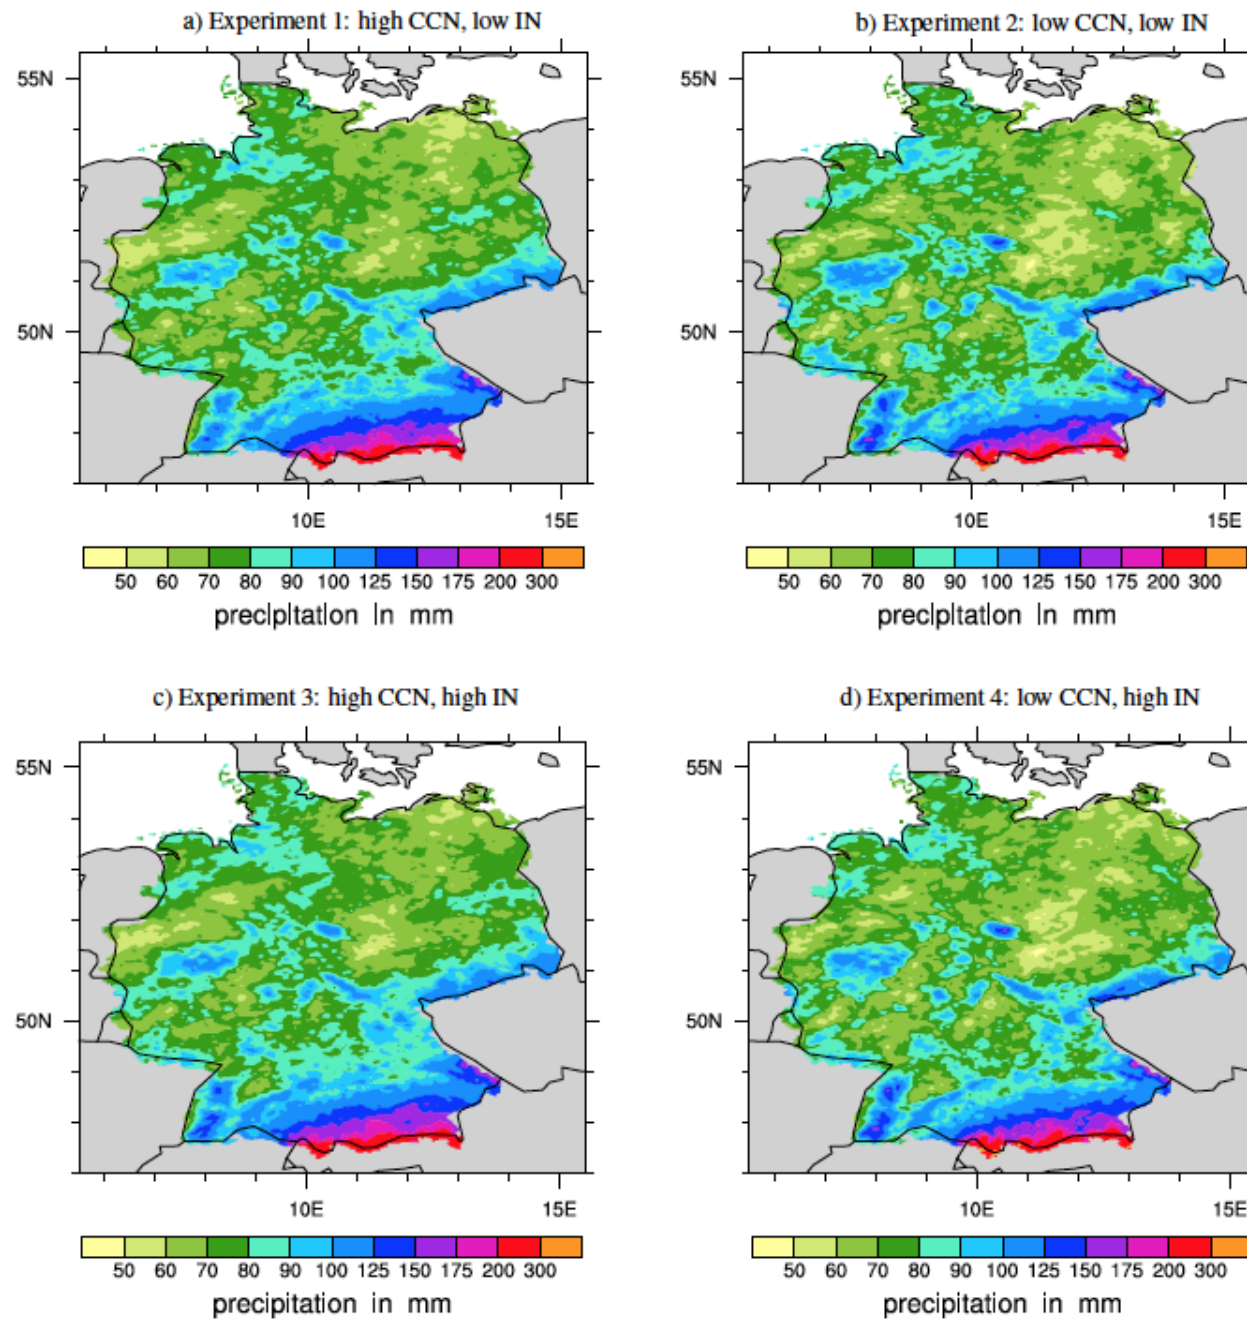 a) Experiment 1: high CCN, low IN
b) Experiment 2: low CCN, low IN
55N
50N
10E
15E
50 60 70 80 90 100 125 150 175 200 300
precipitation in mm
55N
50N
10E
15E
50 60 70 80 90 100 125 150 175 200 300
precipitation in mm
c) Experiment 3: high CCN, high IN
d) Experiment 4: low CCN, high IN
55N
50N
10E
15E
50 60 70 80 90 100 125 150 175 200 300
precipitation in mm
55N
50N
10E
15E
50 60 70 80 90 100 125 150 175 200 300
precipitation in mm